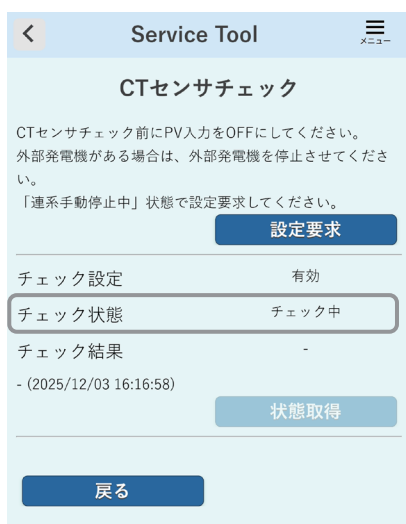 Service Tool
メニュー
CTセンサチェック
CTセンサチェック前にPV入力をOFFにしてください。
外部発電機がある場合は、外部発電機を停止させてくださ
い。
「連系手動停止中」状態で設定要求してください。
設定要求
チェック設定 有効
チェック状態 チェック中
チェック結果 -
- (2025/12/03 16:16:58)
状態取得
戻る